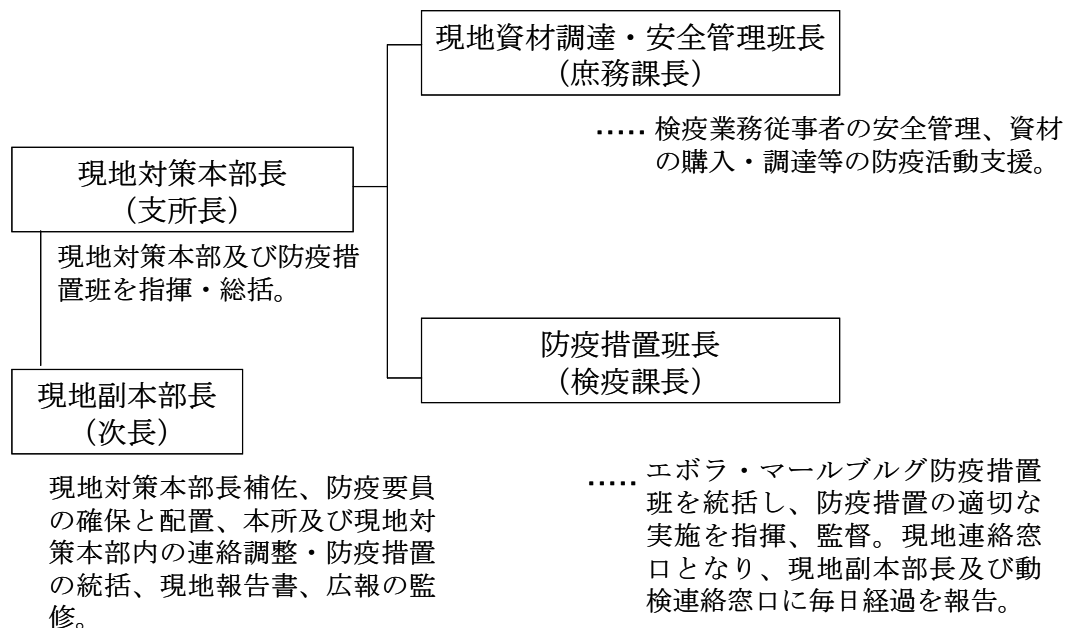 現地資材調達・安全管理班長
（庶務課長）
‥‥‥ 検疫業務従事者の安全管理、資材
の購入・調達等の防疫活動支援。
現地対策本部長
（支所長）
現地対策本部及び防疫措
置班を指揮・総括。
防疫措置班長
（検疫課長）
現地副本部長
（次長）
現地対策本部長補佐、防疫要員
の確保と配置、本所及び現地対
策本部内の連絡調整・防疫措置
の統括、現地報告書、広報の監
修。
‥‥‥ エボラ・マールブルグ防疫措置
班を統括し、防疫措置の適切な
実施を指揮、監督。現地連絡窓
口となり、現地副本部長及び動
検連絡窓口に毎日経過を報告。